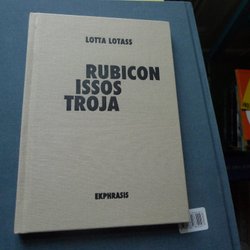 LOTTA LOTASS
RUBICON
ISSOS
TROJA
EKPHRASIS